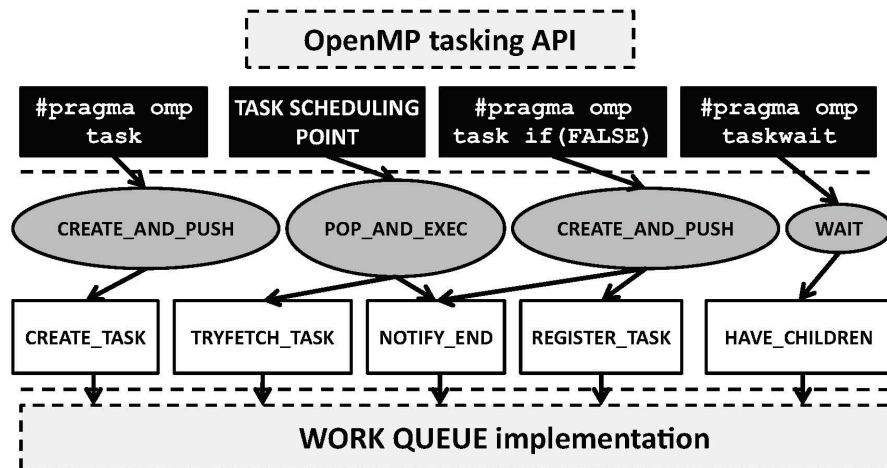 OpenMP tasking API
#pragma omp
task
TASK SCHEDULING
POINT
#pragma omp
task if(FALSE)
#pragma omp
taskwait
CREATE_AND_PUSH
POP_AND_EXEC
CREATE_AND_PUSH
WAIT
CREATE_TASK
TRYFETCH_TASK
NOTIFY_END
REGISTER_TASK
HAVE_CHILDREN
WORK QUEUE implementation